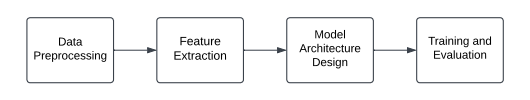 Data
Preprocessing
Feature
Extraction
Model
Architecture
Design
Training and
Evaluation